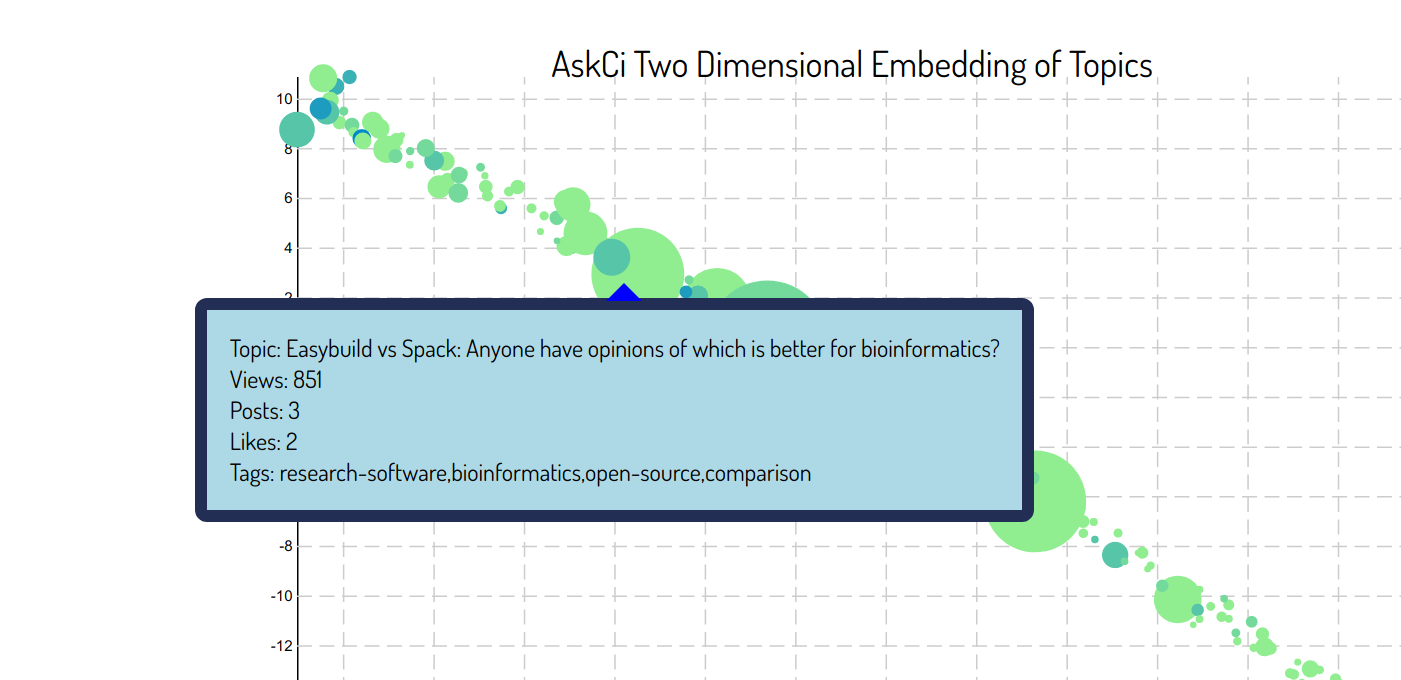 AskCi Two Dimensional Embedding of Topics
10
8
6
4
2
Topic: Easybuild vs Spack: Anyone have opinions of which is better for bioinformatics?
Views: 851
Posts: 3
Likes: 2
Tags: research-software,bioinformatics,open-source,comparison
-8
-10
-12